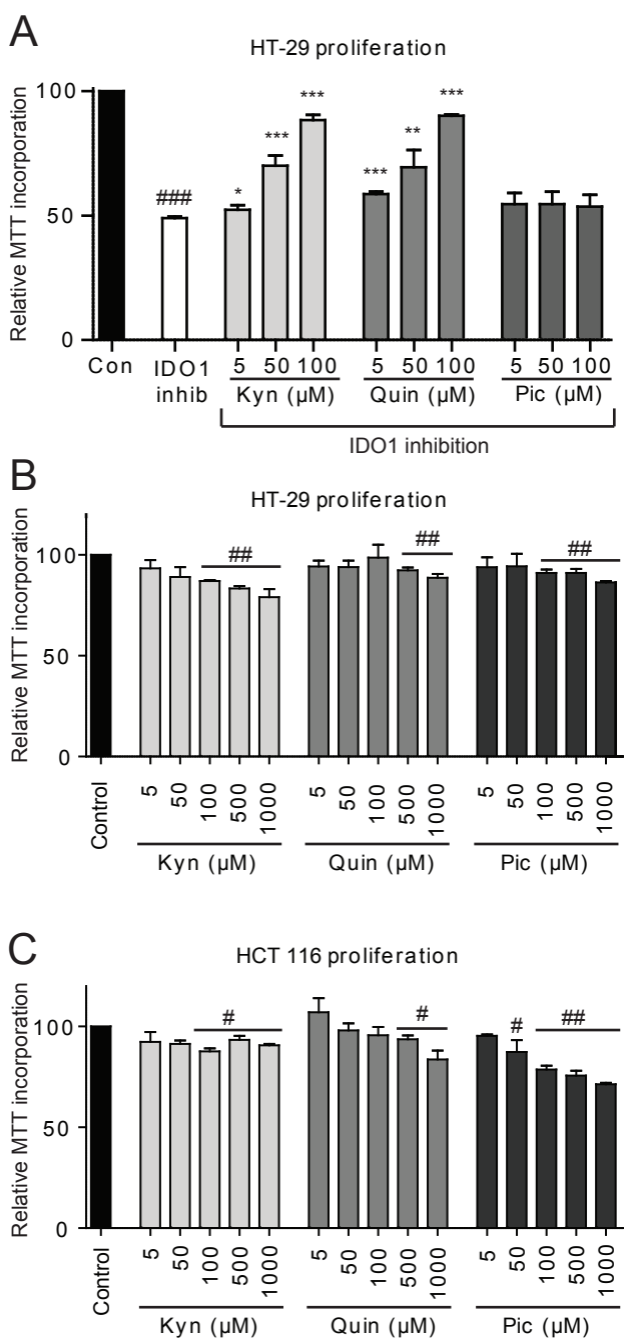 A
HT-29 proliferation
Relative MTT incorporation
100
50
0
###
*
***
***
***
**
***
Con
IDO1
inhib
5 50 100
5 50 100
5 50 100
Kyn (µM)
Quin (µM)
Pic (µM)
IDO1 inhibition
B
HT-29 proliferation
Relative MTT incorporation
100
50
0
##
##
##
Control
5 50 100 500 1000
5 50 100 500 1000
5 50 100 500 1000
Kyn (µM)
Quin (µM)
Pic (µM)
C
HCT 116 proliferation
Relative MTT incorporation
100
50
0
#
#
#
##
Control
5 50 100 500 1000
5 50 100 500 1000
5 50 100 500 1000
Kyn (µM)
Quin (µM)
Pic (µM)